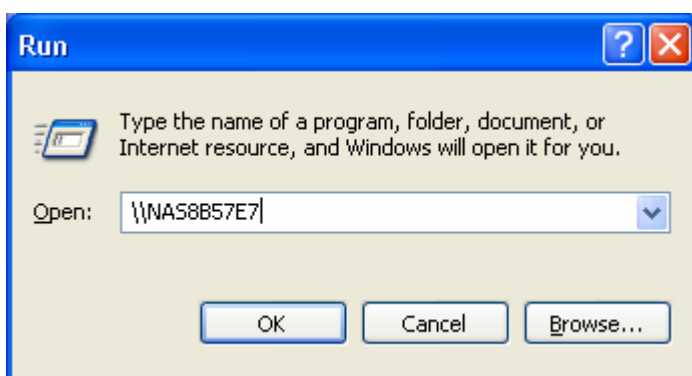 Run
Type the name of a program, folder, document, or
Internet resource, and Windows will open it for you.
Open: \\NAS8B57E7
OK Cancel Browse...